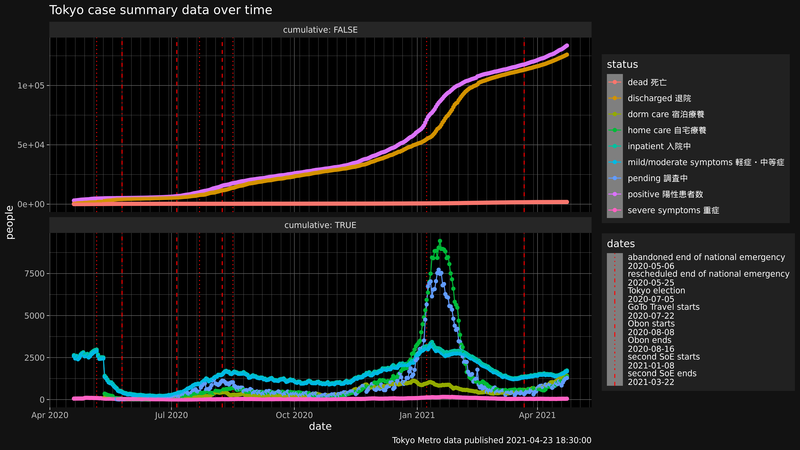 Tokyo case summary data over time
cumulative: FALSE
1e+05
5e+04
0e+00
people
cumulative: TRUE
7500
5000
2500
0
Apr 2020
Jul 2020
Oct 2020
Jan 2021
Apr 2021
date
Tokyo Metro data published 2021-04-23 18:30:00
status
dead 死亡
discharged 退院
dorm care 宿泊療養
home care 自宅療養
inpatient 入院中
mild/moderate symptoms 軽症・中等症
pending 調査中
positive 陽性患者数
severe symptoms 重症
dates
abandoned end of national emergency
2020-05-06
rescheduled end of national emergency
2020-05-25
Tokyo election
2020-07-05
GoTo Travel starts
2020-07-22
Obon starts
2020-08-08
Obon ends
2020-08-16
second SoE starts
2021-01-08
second SoE ends
2021-03-22